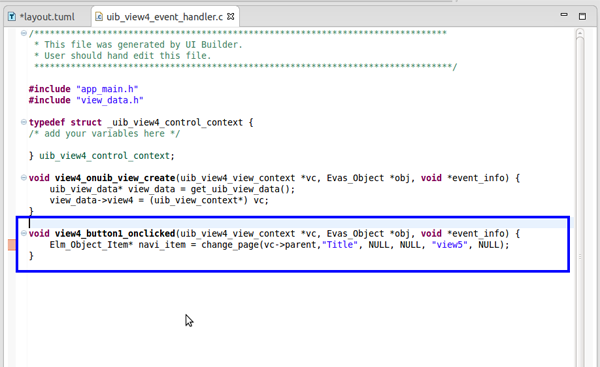 *layout.tuml uib_view4_event_handler.c
/*******************************************************************************
* This file was generated by UI Builder.
* User should hand edit this file.
********************************************************************************/
#include "app_main.h"
#include "view_data.h"
typedef struct _uib_view4_control_context {
/* add your variables here */
} uib_view4_control_context;
void view4_onuib_view_create(uib_view4_view_context *vc, Evas_Object *obj, void *event_info) {
uib_view_data* view_data = get_uib_view_data();
view_data->view4 = (uib_view_context*) vc;
}
void view4_button1_onclicked(uib_view4_view_context *vc, Evas_Object *obj, void *event_info) {
Elm_Object_Item* navi_item = change_page(vc->parent,"Title", NULL, NULL, "view5", NULL);
}